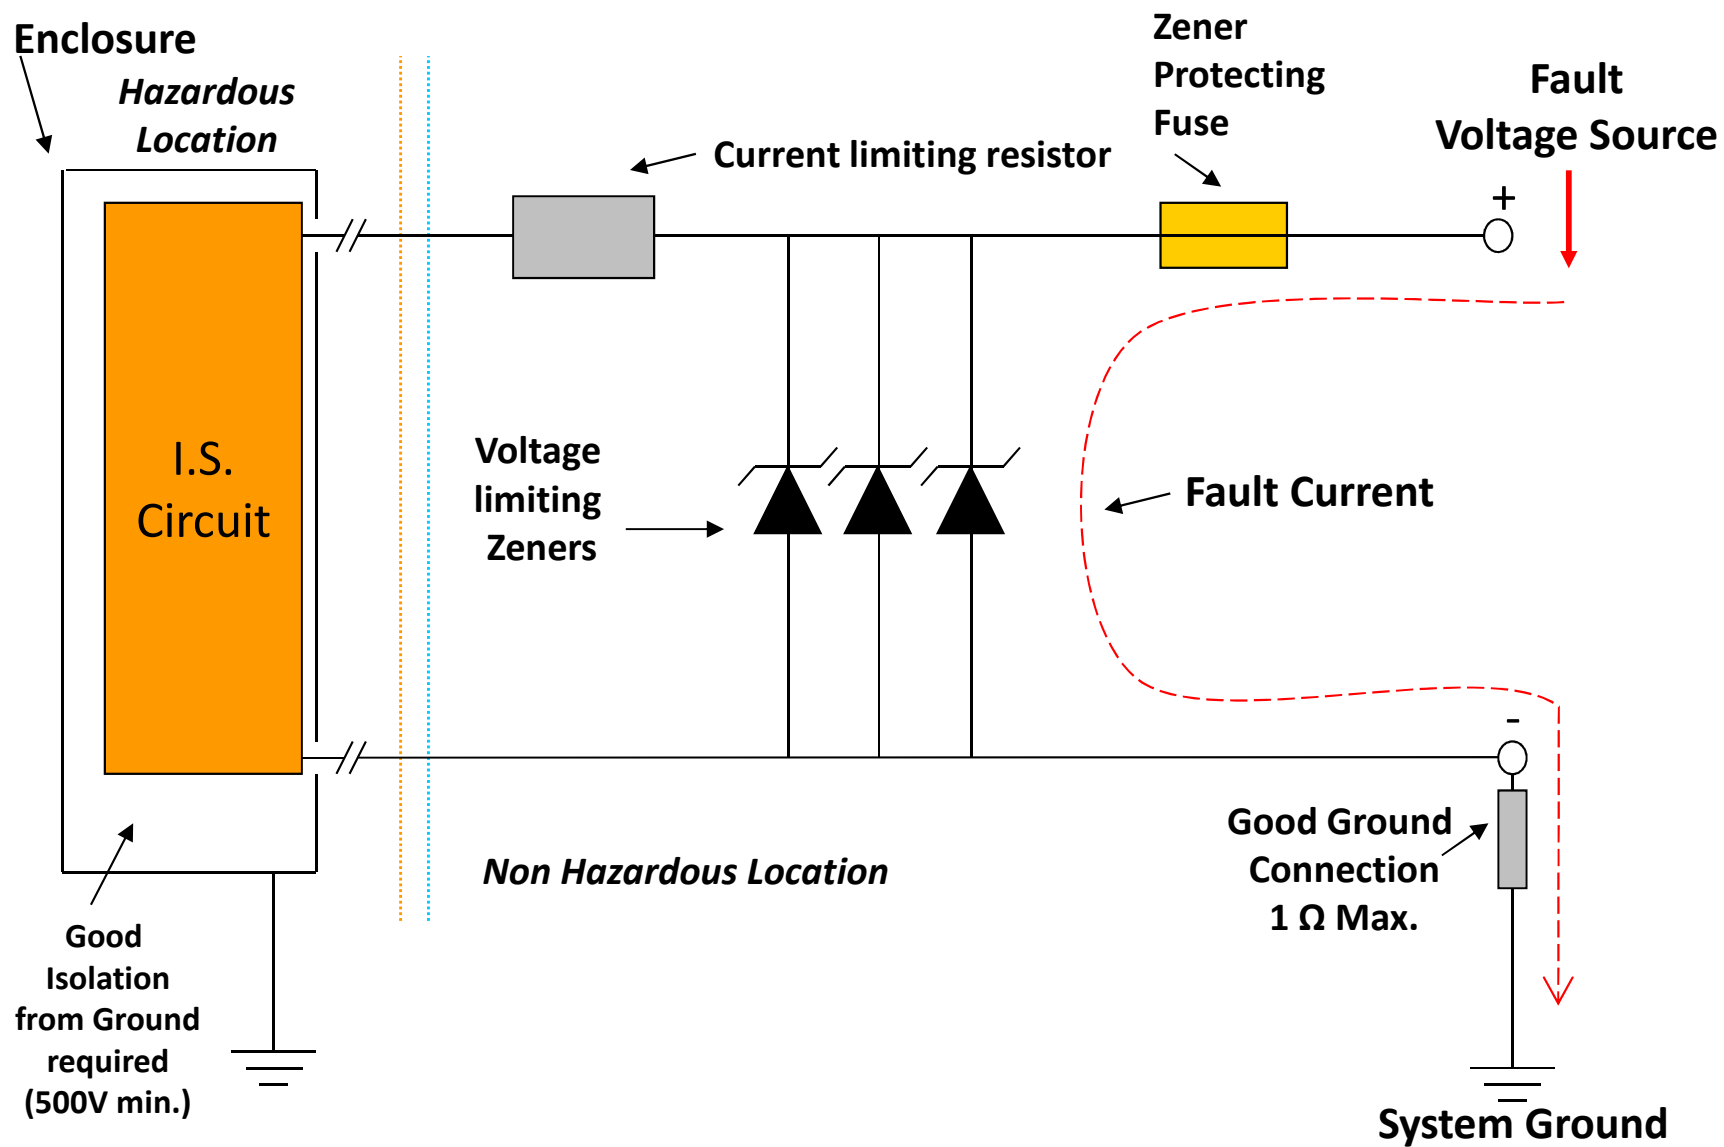 Enclosure
Hazardous
Location
Zener
Protecting
Fuse
Fault
Voltage Source
Current limiting resistor
+
I.S.
Circuit
Voltage
limiting
Zeners
Fault Current
-
Good Ground
Connection
1 Ω Max.
Non Hazardous Location
Good
Isolation
from Ground
required
(500V min.)
System Ground